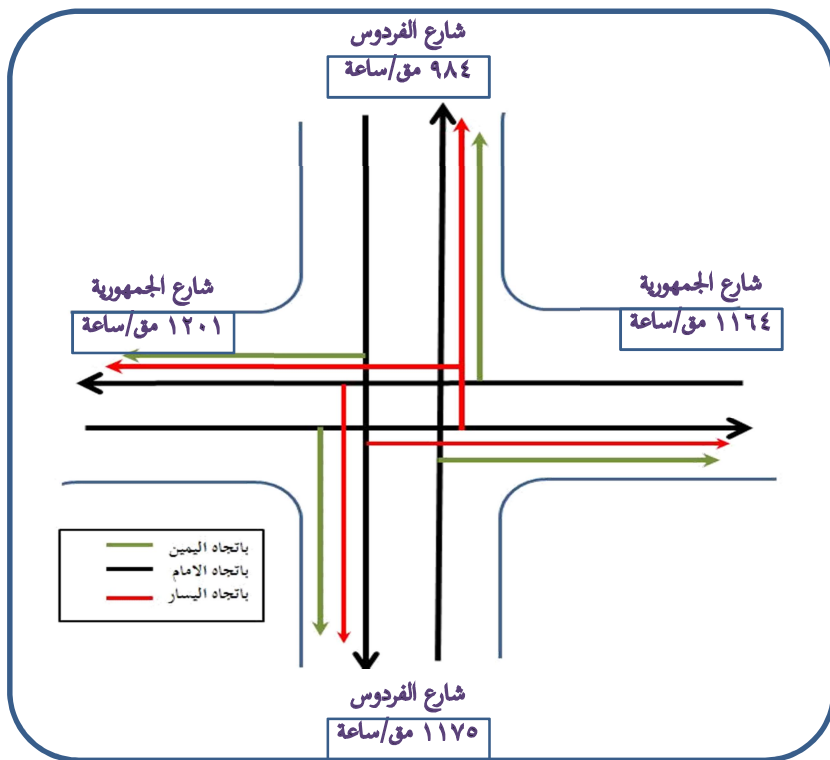 شارع الفردوس
٩٨٤ مق/ساعة
شارع الجمهورية
١١٦٤ مق/ساعة
شارع الجمهورية
١٢٠١ مق/ساعة
باتجاه اليمين
باتجاه الامام
باتجاه اليسار
شارع الفردوس
١١٧٥ مق/ساعة